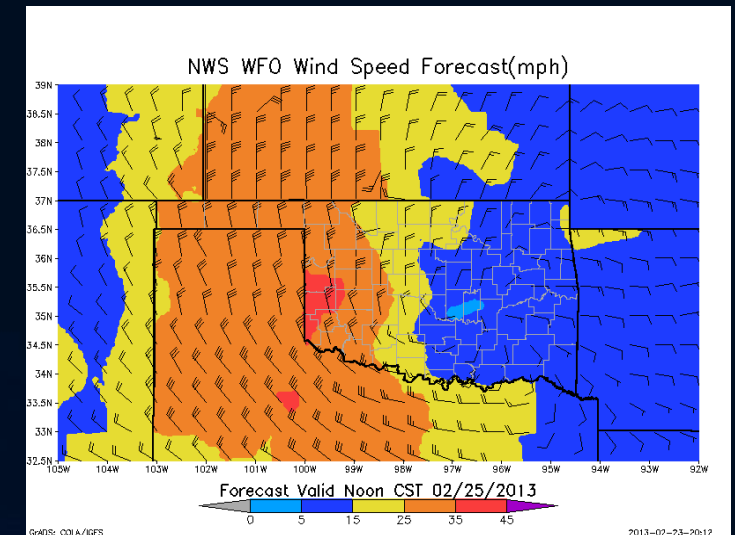 NWS WFO Wind Speed Forecast(mph)
39N
38.5N
38N
37.5N
37N
36.5N
36N
35.5N
35N
34.5N
34N
33.5N
33N
32.5N
105W 104W 103W 102W 101W 100W 99W 98W 97W 96W 95W 94W 93W 92W
Forecast Valid Noon CST 02/25/2013
0 5 15 25 35 45
GrADS: COLA/IGES 2013-02-23-20:12